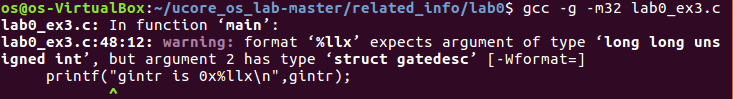 os@os-VirtualBox:~/ucore_os_lab-master/related_info/lab0$ gcc -g -m32 lab0_ex3.c
lab0_ex3.c: In function ‘main’:
lab0_ex3.c:48:12: warning: format ‘%llx’ expects argument of type ‘long long uns
igned int’, but argument 2 has type ‘struct gatedesc’ [-Wformat=]
     printf("gintr is 0x%llx\n",gintr);
            ^